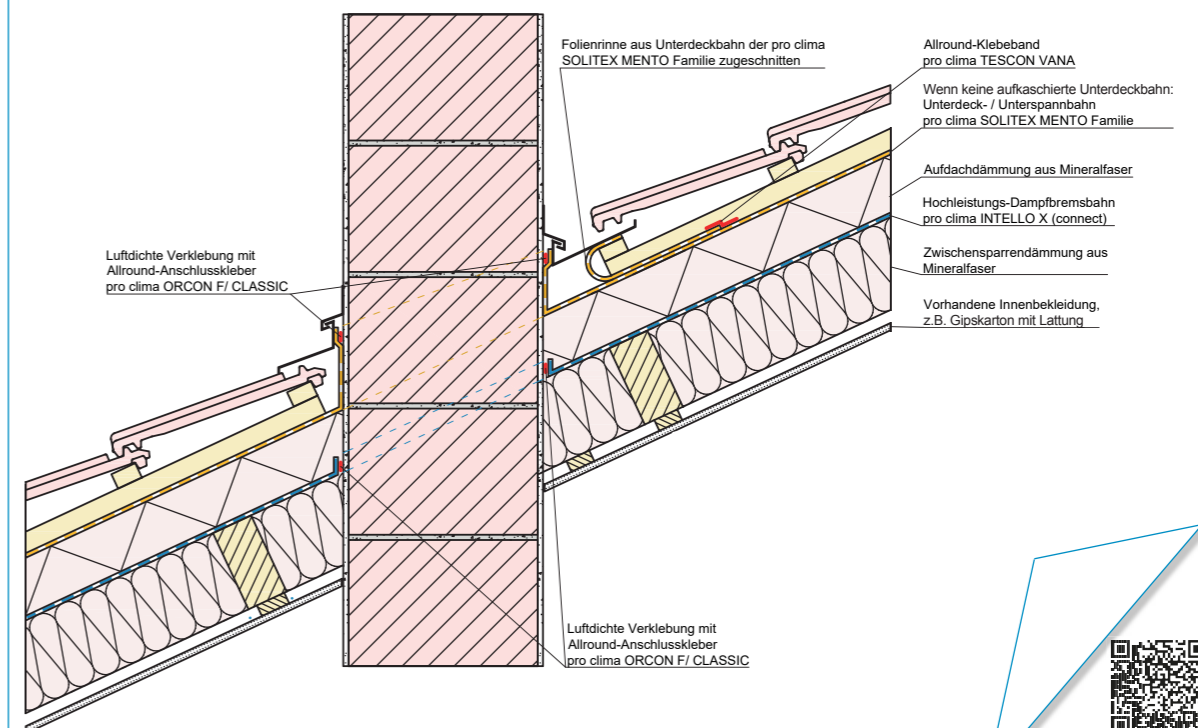 Folienrinne aus Unterdeckbahn der pro clima
SOLITEX MENTO Familie zugeschnitten
Allround-Klebeband
pro clima TESCON VANA
Wenn keine aufkaschierte Unterdeckbahn:
Unterdeck- / Unterspannbahn
pro clima SOLITEX MENTO Familie
Aufdachdämmung aus Mineralfaser
Hochleistungs-Dampfbremsbahn
pro clima INTELLO X (connect)
Zwischensparrendämmung aus
Mineralfaser
Vorhandene Innenbekleidung,
z.B. Gipskarton mit Lattung
Luftdichte Verklebung mit
Allround-Anschlusskleber
pro clima ORCON F/ CLASSIC
Luftdichte Verklebung mit
Allround-Anschlusskleber
pro clima ORCON F/ CLASSIC